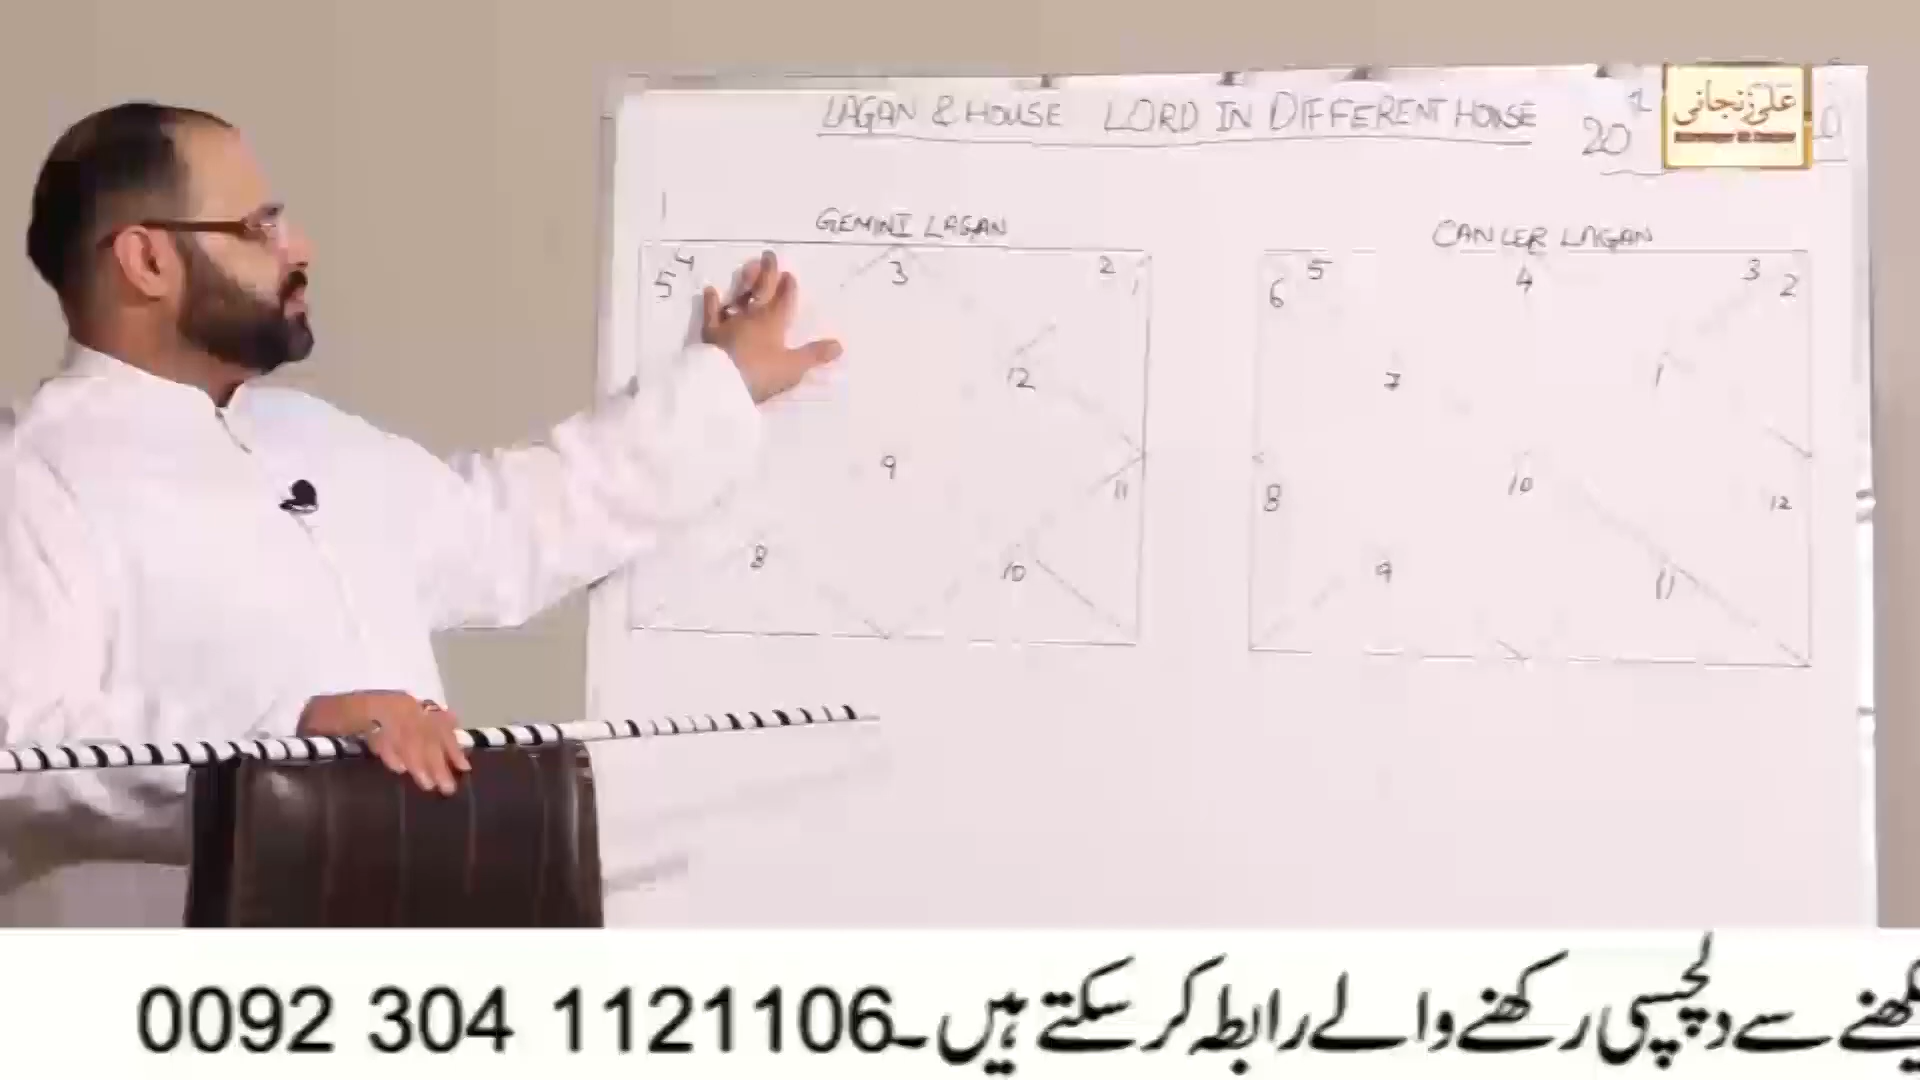 LAGAN & HOUSE LORD IN DIFFERENT HOUSE
20
علی زنجانی
GEMINI LAGAN
CANCER LAGAN
4 3 2
5 1
12
9
11
8 10
5 4 3
6 2
7 1
10
8 12
9 11
سے دلچسپی رکھنے والے رابطہ کر سکتے ہیں۔ 0092 304 1121106